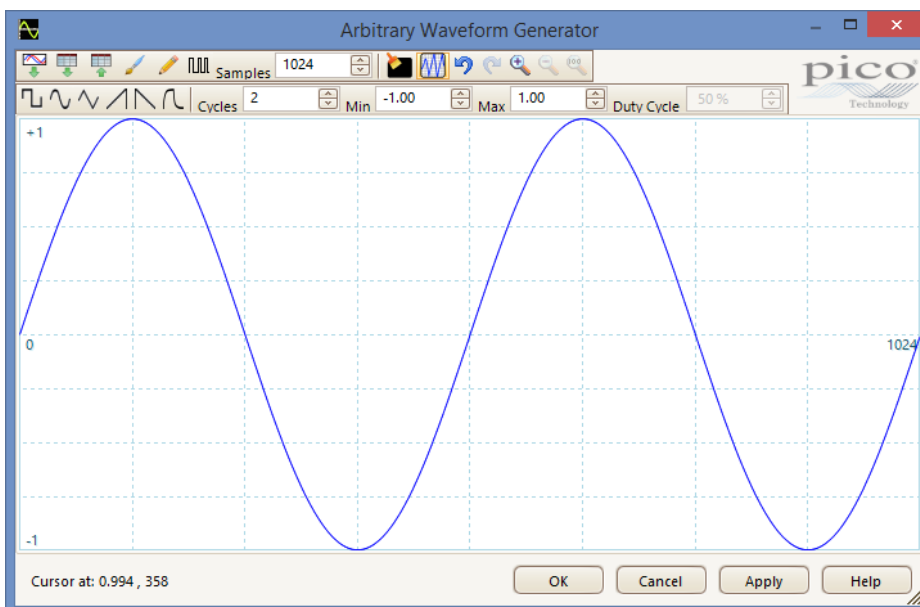 Arbitrary Waveform Generator
Samples 1024
100
pico
Technology
Cycles 2 Min -1.00 Max 1.00 Duty Cycle 50 %
+1
0
1024
-1
Cursor at: 0.994 , 358
OK Cancel Apply Help